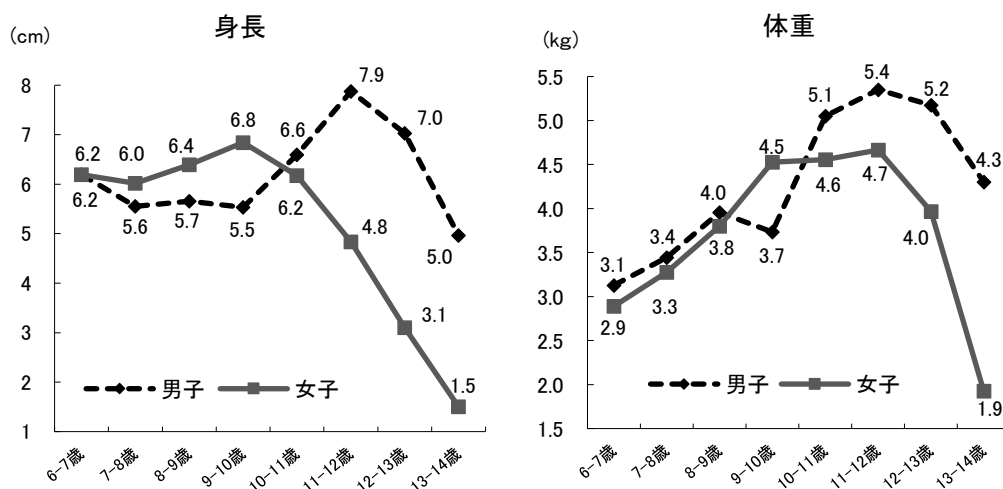 身長
(cm)
8
7
6
5
4
3
2
1
6.2
6.0
6.4
6.8
6.6
7.9
7.0
6.2
5.6
5.7
5.5
6.2
4.8
5.0
3.1
1.5
男子
女子
6-7歳
7-8歳
8-9歳
9-10歳
10-11歳
11-12歳
12-13歳
13-14歳
体重
(kg)
5.5
5.0
4.5
4.0
3.5
3.0
2.5
2.0
1.5
3.1
3.4
4.0
4.5
5.1
5.4
5.2
4.3
2.9
3.3
3.8
3.7
4.6
4.7
4.0
1.9
男子
女子
6-7歳
7-8歳
8-9歳
9-10歳
10-11歳
11-12歳
12-13歳
13-14歳